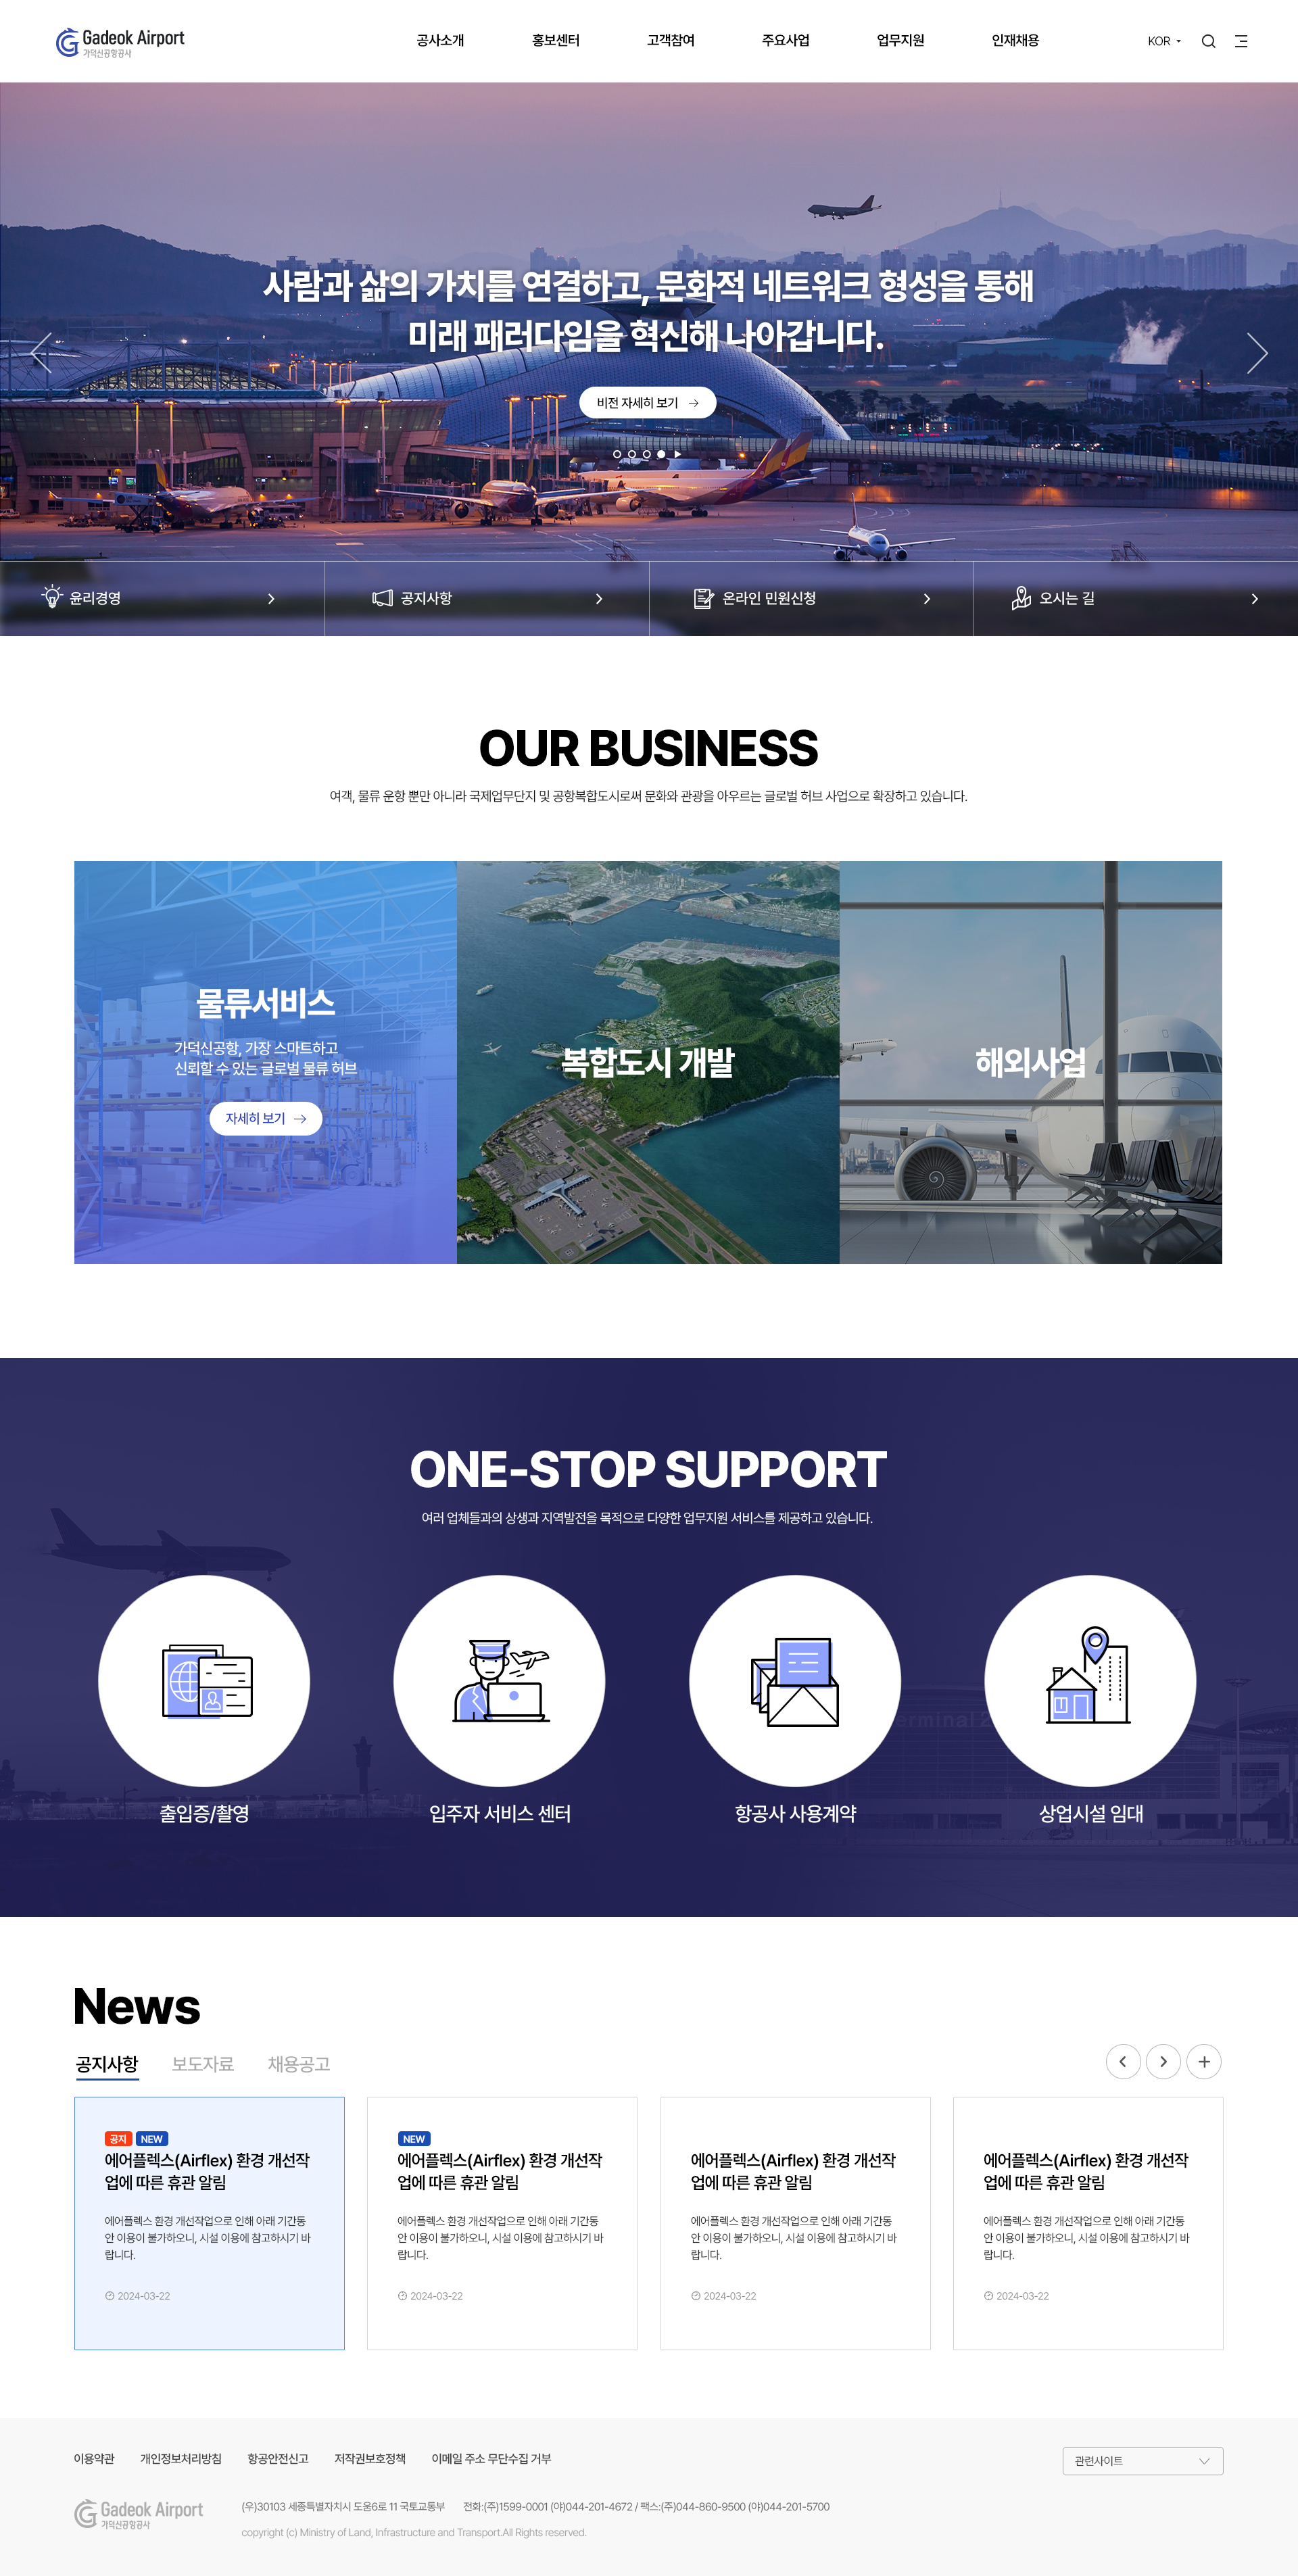 Gadeok Airport
가덕신공항공사
공사소개
홍보센터
고객참여
주요사업
업무지원
인재채용
KOR
사람과 삶의 가치를 연결하고, 문화적 네트워크 형성을 통해
미래 패러다임을 혁신해 나아갑니다.
비전 자세히 보기
윤리경영
공지사항
온라인 민원신청
오시는 길
OUR BUSINESS
여객, 물류 운항 뿐만 아니라 국제업무단지 및 공항복합도시로써 문화와 관광을 아우르는 글로벌 허브 사업으로 확장하고 있습니다.
물류서비스
가덕신공항, 가장 스마트하고
신뢰할 수 있는 글로벌 물류 허브
자세히 보기
복합도시 개발
해외사업
ONE-STOP SUPPORT
여러 업체들과의 상생과 지역발전을 목적으로 다양한 업무지원 서비스를 제공하고 있습니다.
출입증/촬영
입주자 서비스 센터
항공사 사용계약
상업시설 임대
News
공지사항
보도자료
채용공고
공지 NEW
에어플렉스(Airflex) 환경 개선작
업에 따른 휴관 알림
에어플렉스 환경 개선작업으로 인해 아래 기간동
안 이용이 불가하오니, 시설 이용에 참고하시기 바
랍니다.
2024-03-22
NEW
에어플렉스(Airflex) 환경 개선작
업에 따른 휴관 알림
에어플렉스 환경 개선작업으로 인해 아래 기간동
안 이용이 불가하오니, 시설 이용에 참고하시기 바
랍니다.
2024-03-22
에어플렉스(Airflex) 환경 개선작
업에 따른 휴관 알림
에어플렉스 환경 개선작업으로 인해 아래 기간동
안 이용이 불가하오니, 시설 이용에 참고하시기 바
랍니다.
2024-03-22
에어플렉스(Airflex) 환경 개선작
업에 따른 휴관 알림
에어플렉스 환경 개선작업으로 인해 아래 기간동
안 이용이 불가하오니, 시설 이용에 참고하시기 바
랍니다.
2024-03-22
이용약관
개인정보처리방침
항공안전신고
저작권보호정책
이메일 주소 무단수집 거부
관련사이트
Gadeok Airport
가덕신공항공사
(우)30103 세종특별자치시 도움6로 11 국토교통부 전화:(주)1599-0001 (야)044-201-4672 / 팩스:(주)044-860-9500 (야)044-201-5700
copyright (c) Ministry of Land, Infrastructure and Transport.All Rights reserved.